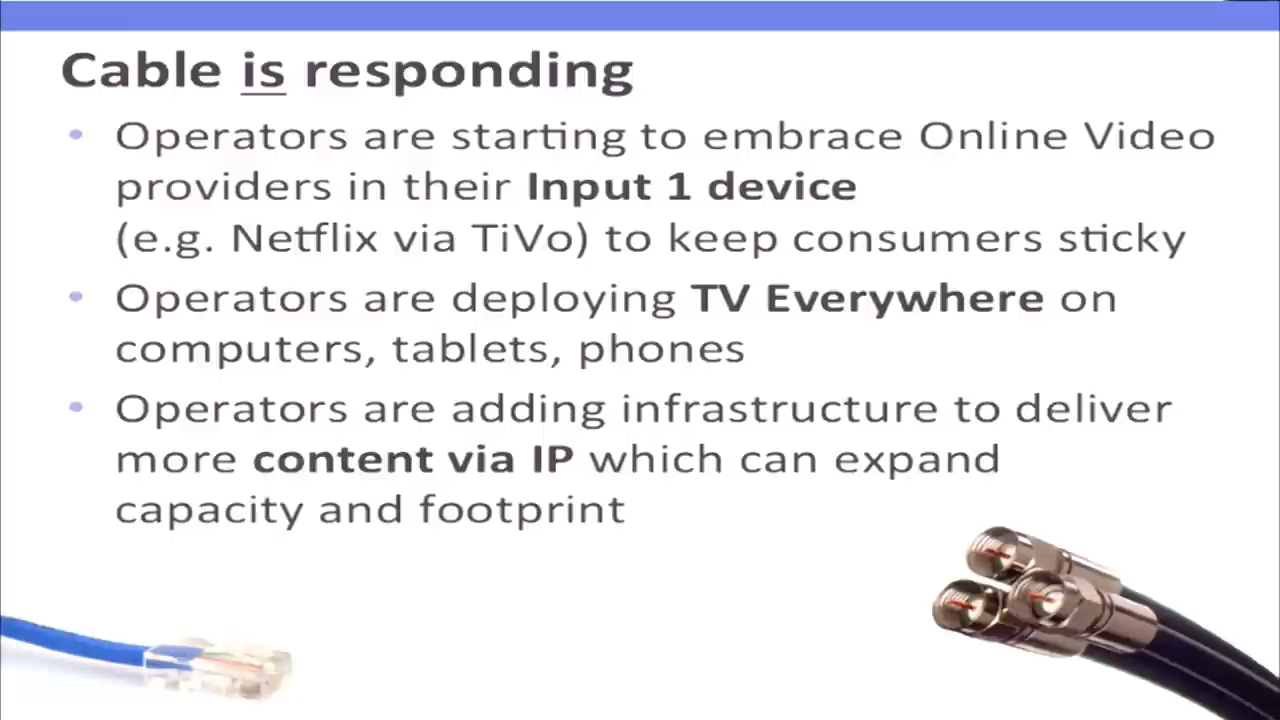 Cable is responding
• Operators are starting to embrace Online Video
providers in their Input 1 device
(e.g. Netflix via TiVo) to keep consumers sticky
• Operators are deploying TV Everywhere on
computers, tablets, phones
• Operators are adding infrastructure to deliver
more content via IP which can expand
capacity and footprint